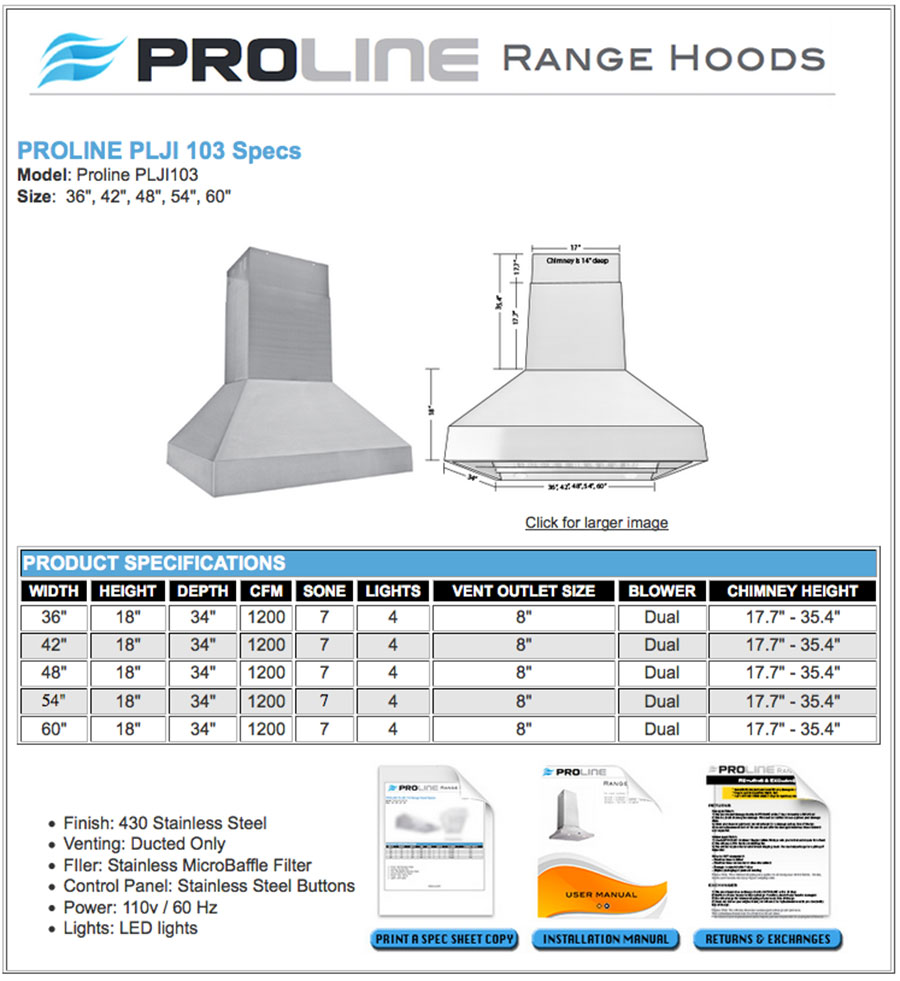 PROLINE RANGE HOODS
PROLINE PLJI 103 Specs
Model: Proline PLJI103
Size: 36", 42", 48", 54", 60"
17"
Chimney is 14" deep
17.7"
35.4"
17.7"
18"
34"
36", 42", 48", 54", 60"
Click for larger image
PRODUCT SPECIFICATIONS
WIDTH HEIGHT DEPTH CFM SONE LIGHTS VENT OUTLET SIZE BLOWER CHIMNEY HEIGHT
36" 18" 34" 1200 7 4 8" Dual 17.7" - 35.4"
42" 18" 34" 1200 7 4 8" Dual 17.7" - 35.4"
48" 18" 34" 1200 7 4 8" Dual 17.7" - 35.4"
54" 18" 34" 1200 7 4 8" Dual 17.7" - 35.4"
60" 18" 34" 1200 7 4 8" Dual 17.7" - 35.4"
• Finish: 430 Stainless Steel
• Venting: Ducted Only
• FIler: Stainless MicroBaffle Filter
• Control Panel: Stainless Steel Buttons
• Power: 110v / 60 Hz
• Lights: LED lights
PROLINE RANGE
PROLINE
RANGE
USER MANUAL
PROLINE RAN
RETURNS & EXCHANG
RETURNS
EXCHANGES
PRINT A SPEC SHEET COPY
INSTALLATION MANUAL
RETURNS & EXCHANGES